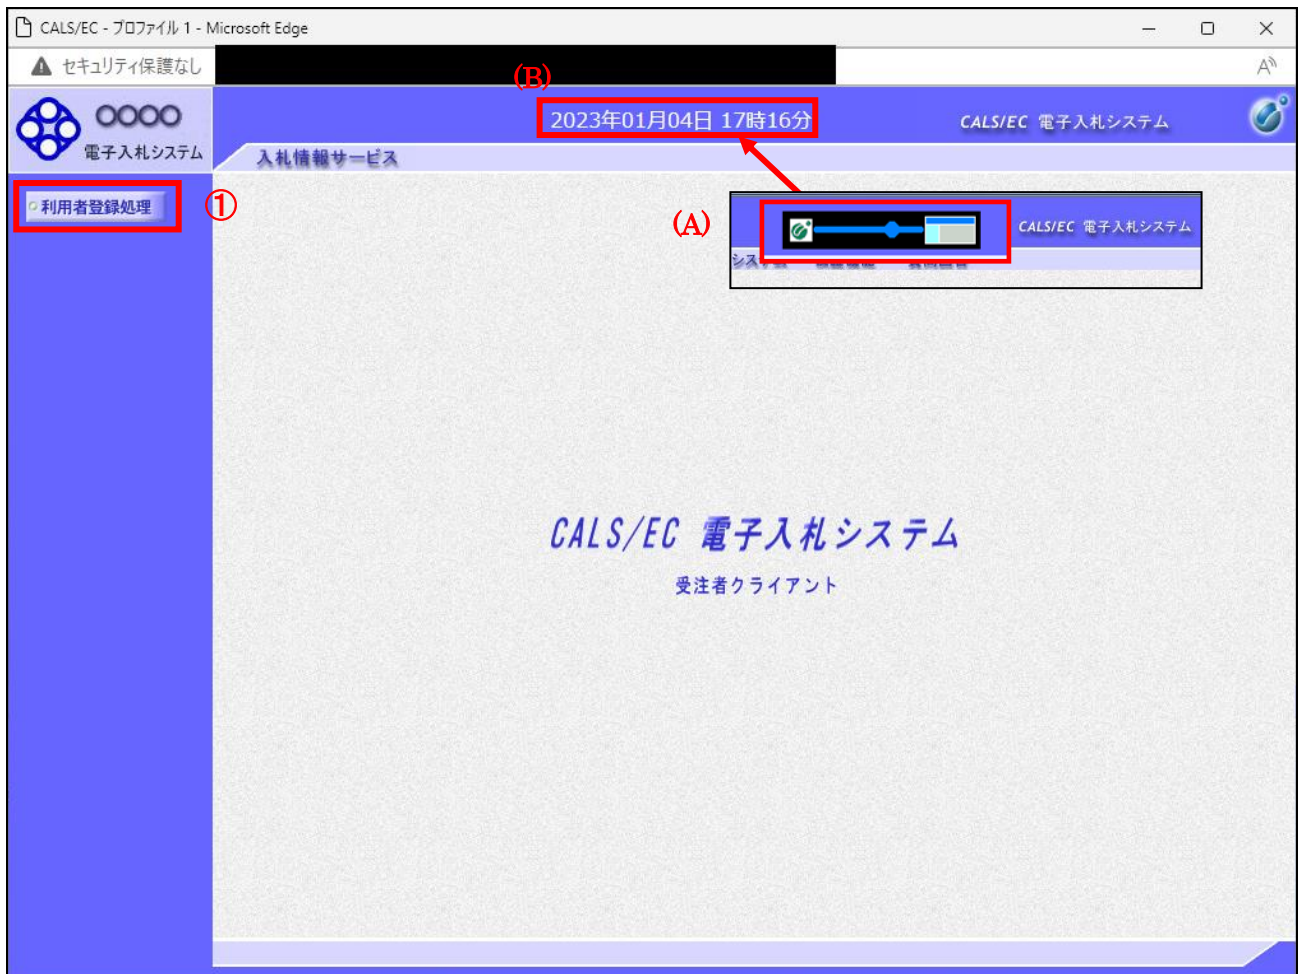 CALS/EC - プロファイル 1 - Microsoft Edge
セキュリティ保護なし
(B)
〇〇〇〇
電子入札システム
2023年01月04日 17時16分
CALS/EC 電子入札システム
入札情報サービス
利用者登録処理
①
(A)
CALS/EC 電子入札システム
CALS/EC 電子入札システム
受注者クライアント